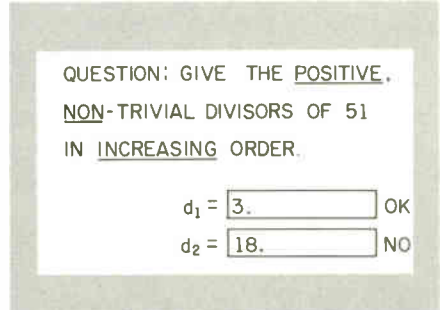 QUESTION: GIVE THE POSITIVE,
NON-TRIVIAL DIVISORS OF 51
IN INCREASING ORDER.
d₁ = 3. OK
d₂ = 18. NO